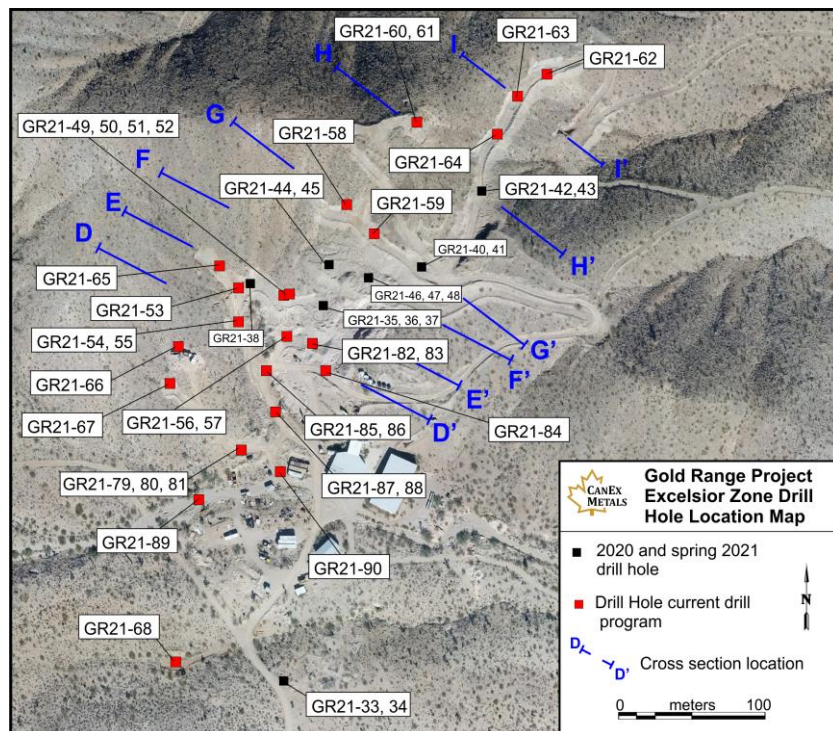 GR21-60, 61
I
GR21-63
H
GR21-62
GR21-49, 50, 51, 52
G
GR21-58
GR21-64
I'
F
GR21-44, 45
GR21-42,43
E
GR21-59
D
GR21-40, 41
H'
GR21-65
GR21-53
GR21-46, 47, 48
GR21-38
GR21-35, 36, 37
GR21-54, 55
G'
GR21-82, 83
F'
GR21-66
E'
GR21-67
GR21-56, 57
D'
GR21-85, 86
GR21-84
GR21-79, 80, 81
GR21-87, 88
GR21-89
GR21-90
GR21-68
GR21-33, 34
CANEX
METALS
Gold Range Project
Excelsior Zone Drill
Hole Location Map
2020 and spring 2021
drill hole
Drill Hole current drill
program
N
D
D'
Cross section location
meters
0
100